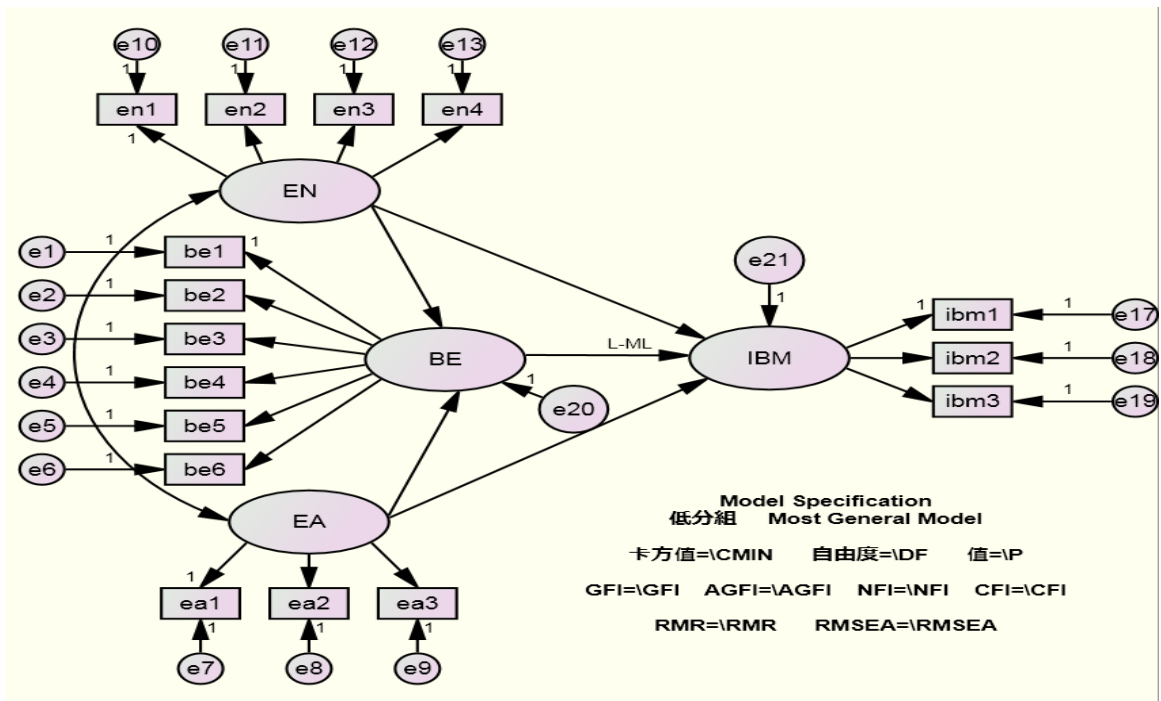 e10 e11 e12 e13
1 1 1 1
en1 en2 en3 en4
1
EN
e1 1 be1 1
e2 1 be2
e3 1 be3
e4 1 be4
e5 1 be5
e6 1 be6
BE
L-ML
1
e20
e21
1
IBM
1 ibm1 1 e17
ibm2 1 e18
ibm3 1 e19
EA
1
ea1 ea2 ea3
1 1 1
e7 e8 e9
Model Specification
低分組 Most General Model
卡方值=\CMIN 自由度=\DF 值=\P
GFI=\GFI AGFI=\AGFI NFI=\NFI CFI=\CFI
RMR=\RMR RMSEA=\RMSEA